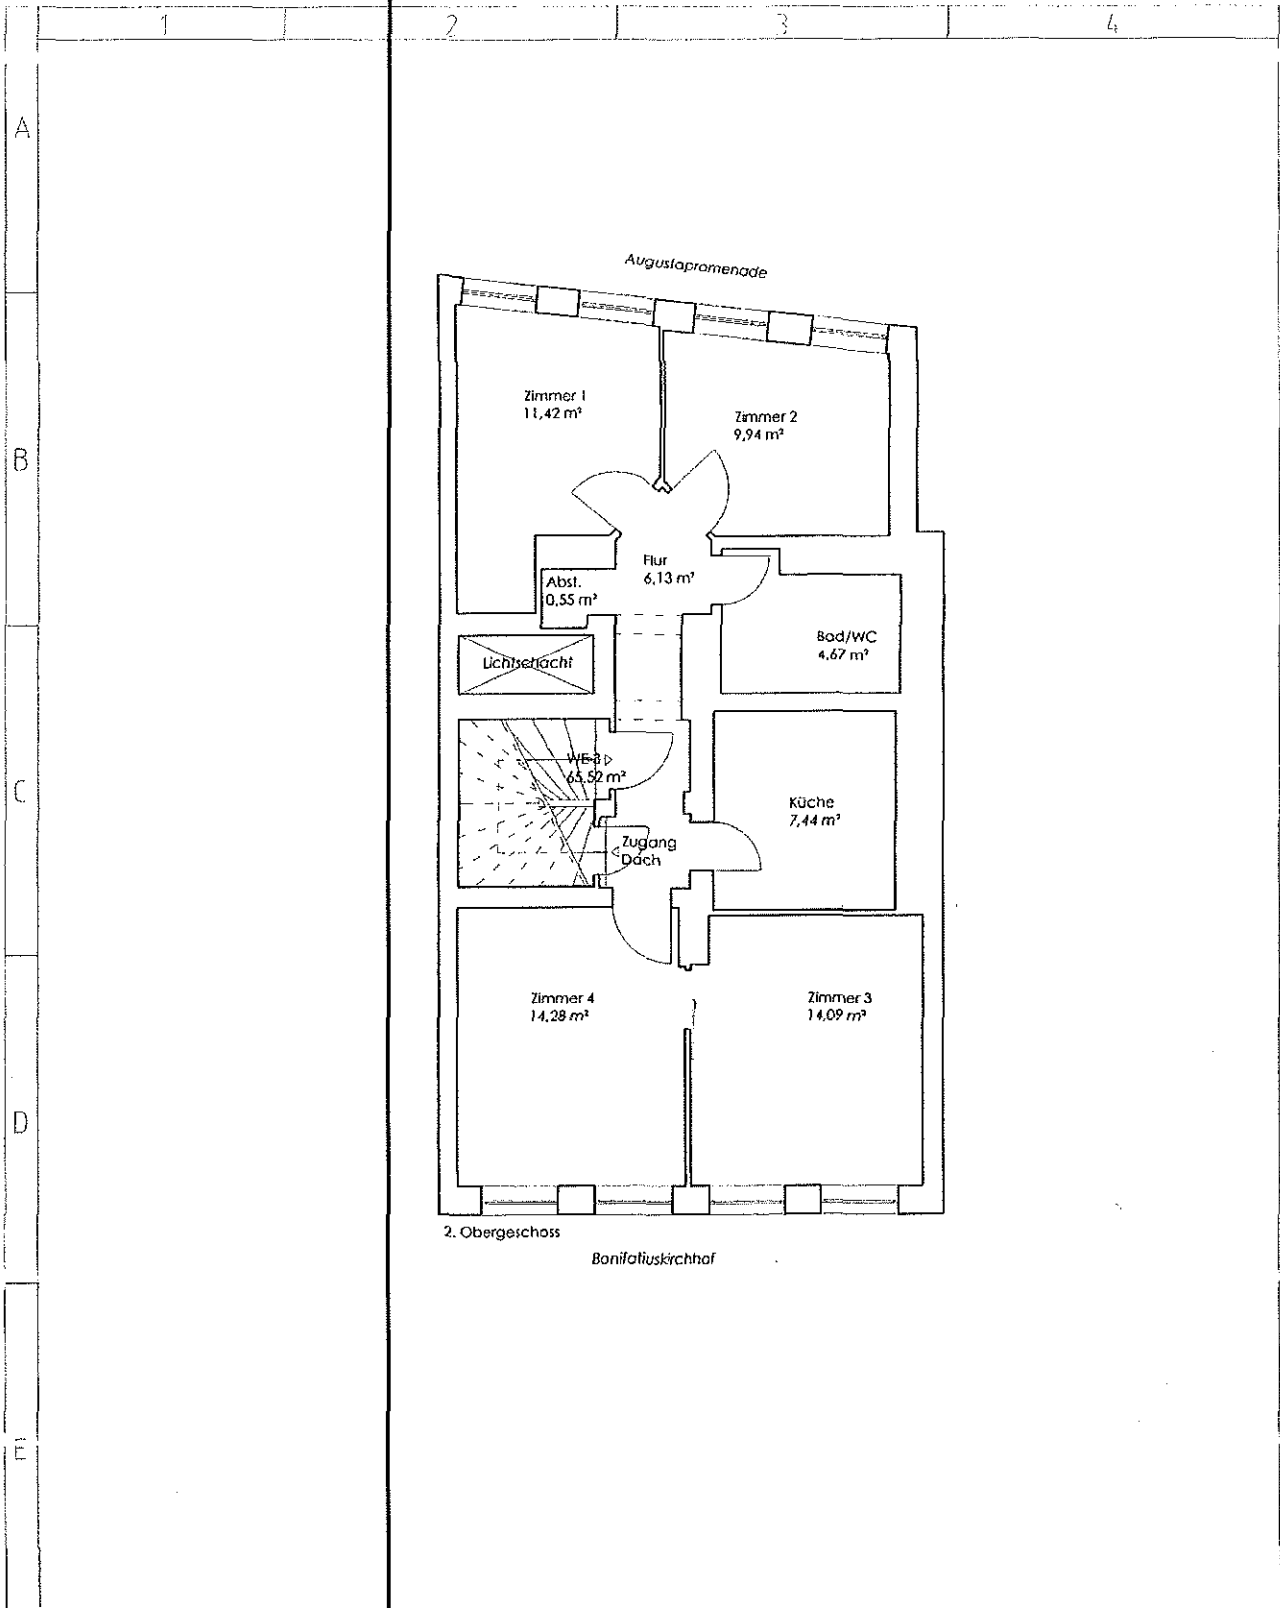 1
2
3
4
A
Augustapromenade
Zimmer 1
11,42 m²
Zimmer 2
9,94 m²
B
Flur
6,13 m²
Abst.
0,55 m²
Bad/WC
4,67 m²
Lichtschacht
WE 3
65,52 m²
C
Küche
7,44 m²
Zugang
Dach
Zimmer 4
14,28 m²
Zimmer 3
14,09 m²
D
2. Obergeschoss
Bonifatiuskirchhof
E